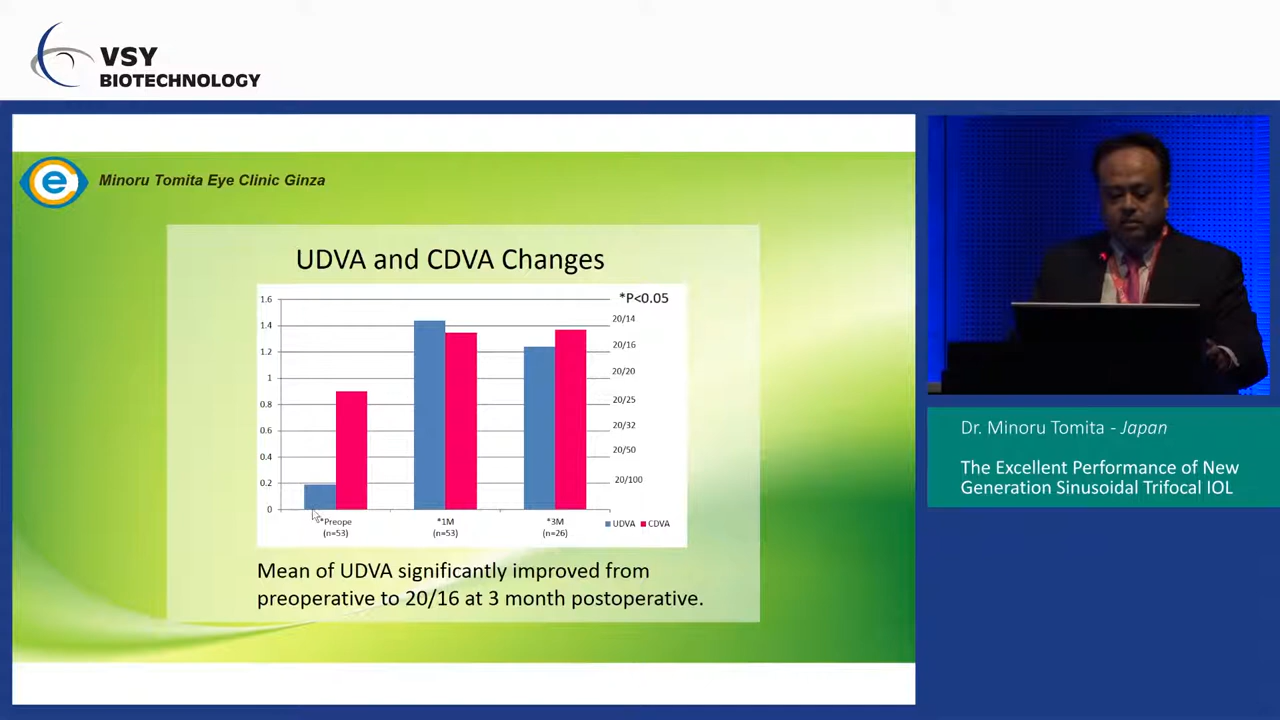 VSY
BIOTECHNOLOGY
Minoru Tomita Eye Clinic Ginza
UDVA and CDVA Changes
*P<0.05
1.6
1.4
1.2
1
0.8
0.6
0.4
0.2
0
20/14
20/16
20/20
20/25
20/32
20/50
20/100
*Preope
(n=53)
*1M
(n=53)
*3M
(n=26)
UDVA CDVA
Mean of UDVA significantly improved from
preoperative to 20/16 at 3 month postoperative.
Dr. Minoru Tomita - Japan
The Excellent Performance of New
Generation Sinusoidal Trifocal IOL